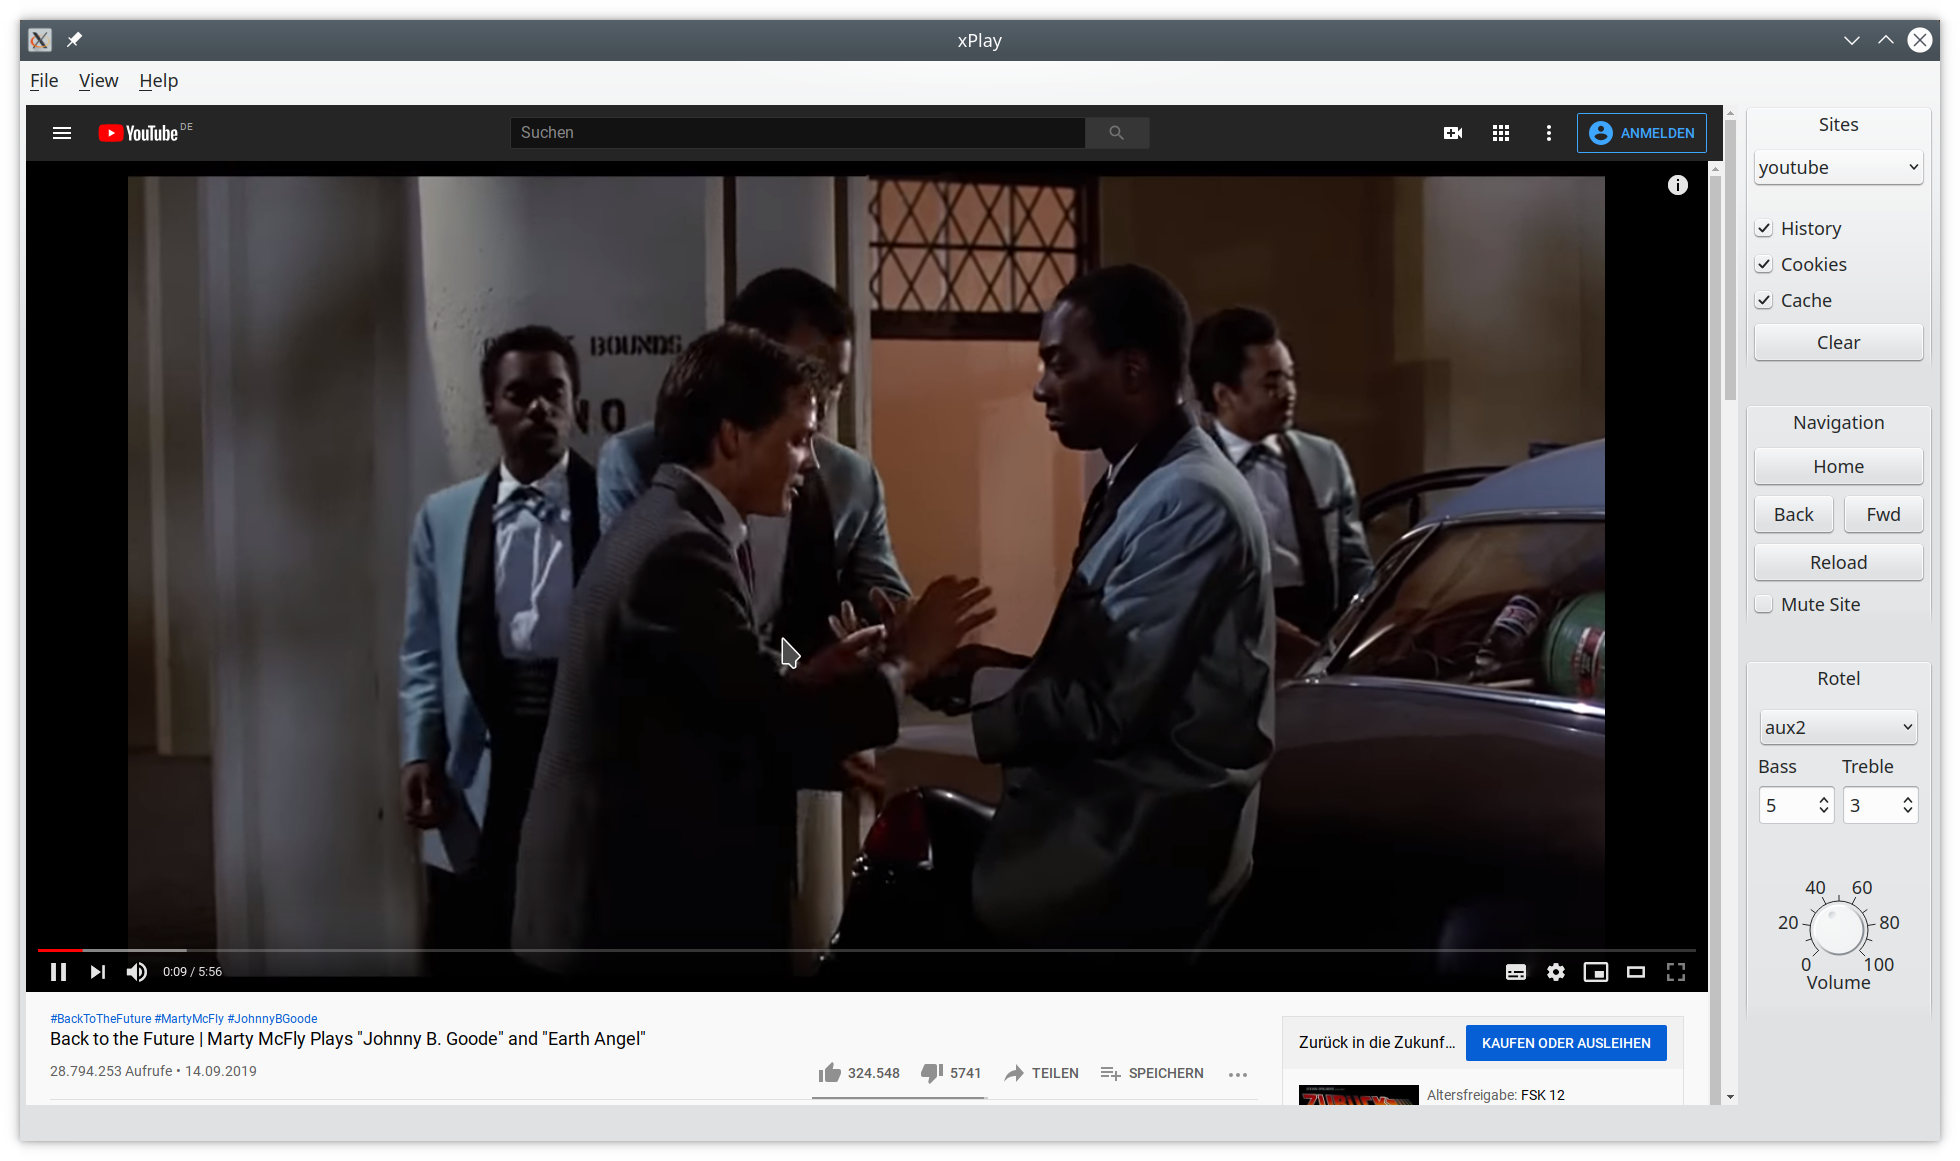 xPlay
File View Help
YouTube DE
Suchen
ANMELDEN
BOUNDS
NO
0:09 / 5:56
#BackToTheFuture #MartyMcFly #JohnnyBGoode
Back to the Future | Marty McFly Plays "Johnny B. Goode" and "Earth Angel"
28.794.253 Aufrufe • 14.09.2019
324.548 5741 TEILEN SPEICHERN
Zurück in die Zukunf...
KAUFEN ODER AUSLEIHEN
Altersfreigabe: FSK 12
Sites
youtube
History
Cookies
Cache
Clear
Navigation
Home
Back Fwd
Reload
Mute Site
Rotel
aux2
Bass Treble
5 3
40 60
20 80
0 100
Volume